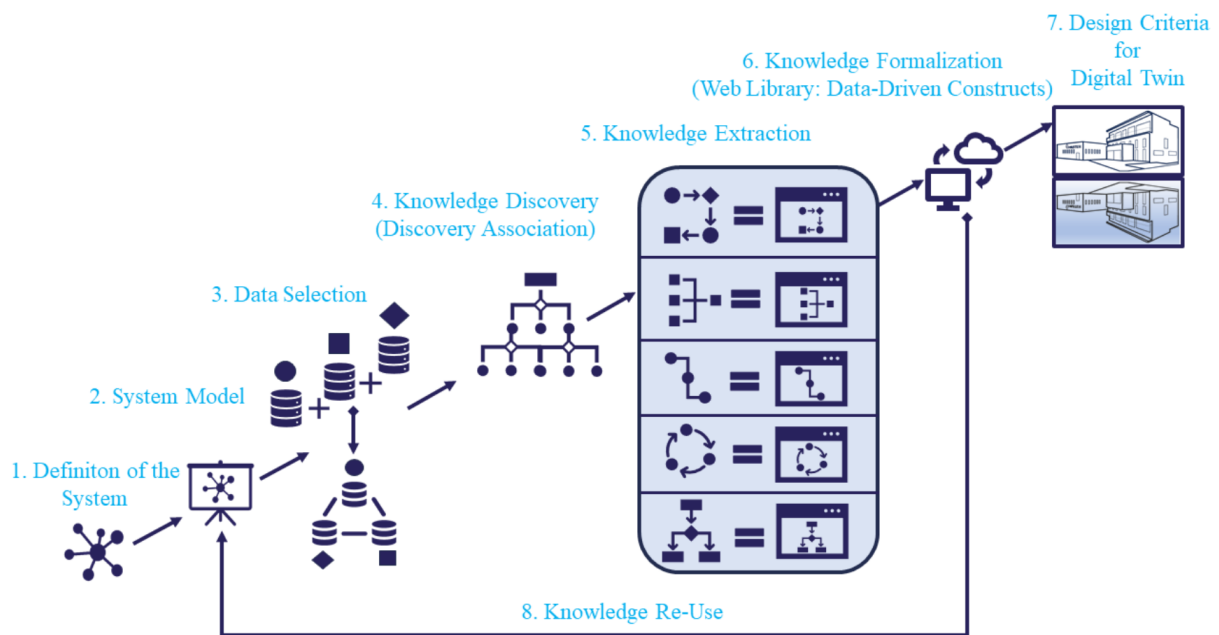 1. Definiton of the
System
2. System Model
3. Data Selection
4. Knowledge Discovery
(Discovery Association)
5. Knowledge Extraction
6. Knowledge Formalization
(Web Library: Data-Driven Constructs)
7. Design Criteria
for
Digital Twin
8. Knowledge Re-Use